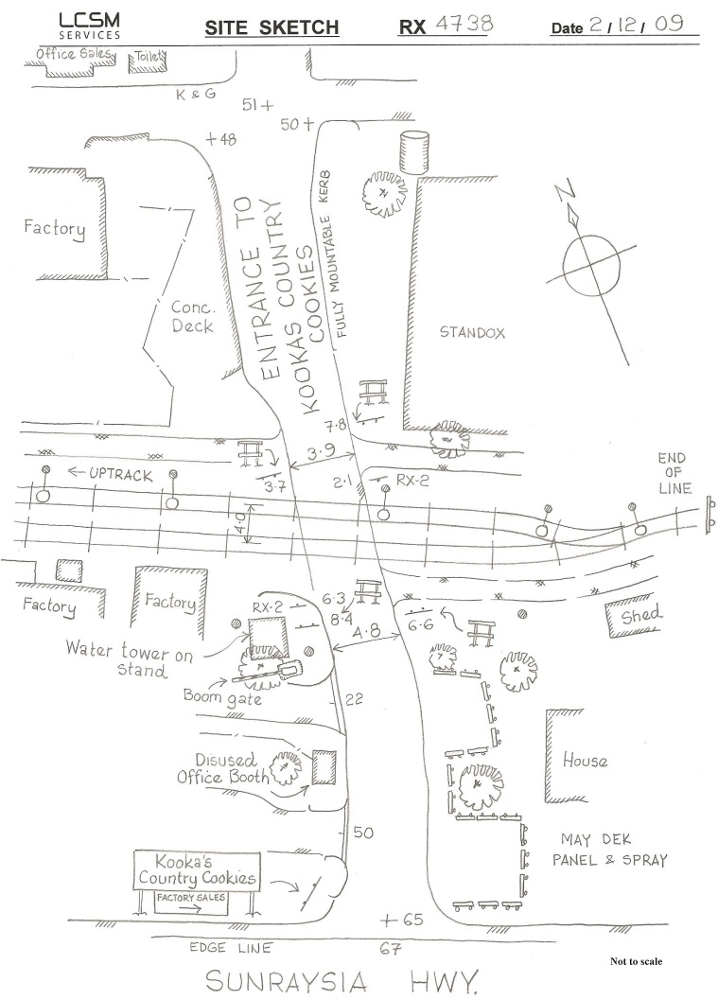 LCSM
SERVICES
SITE SKETCH
RX 4738
Date 2 / 12 / 09
Office Sales
Toilet
K & G
51
50
48
N
Factory
Conc.
Deck
ENTRANCE TO
KOOKAS COUNTRY
COOKIES
FULLY MOUNTABLE KERB
STANDOX
7.8
3.9
3.7
2.1
RX-2
← UPTRACK
END
OF
LINE
4.0
Factory
Factory
RX-2
6.3
8.4
4.8
6.6
Shed
Water tower on
stand
Boom gate
22
Disused
Office Booth
House
50
MAY DEK
PANEL & SPRAY
Kooka's
Country Cookies
FACTORY SALES
→
65
EDGE LINE
67
Not to scale
SUNRAYSIA HWY.